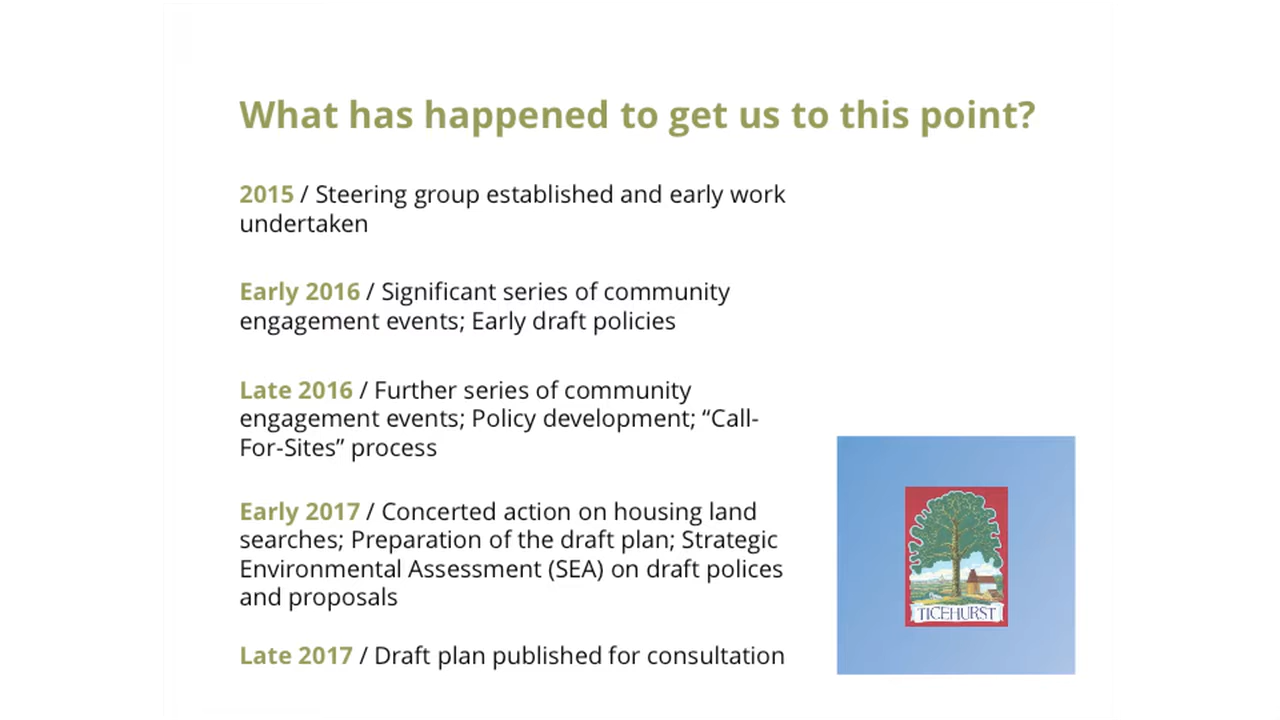 What has happened to get us to this point?
2015 / Steering group established and early work
undertaken
Early 2016 / Significant series of community
engagement events; Early draft policies
Late 2016 / Further series of community
engagement events; Policy development; “Call-
For-Sites” process
Early 2017 / Concerted action on housing land
searches; Preparation of the draft plan; Strategic
Environmental Assessment (SEA) on draft polices
and proposals
Late 2017 / Draft plan published for consultation
TICEHURST